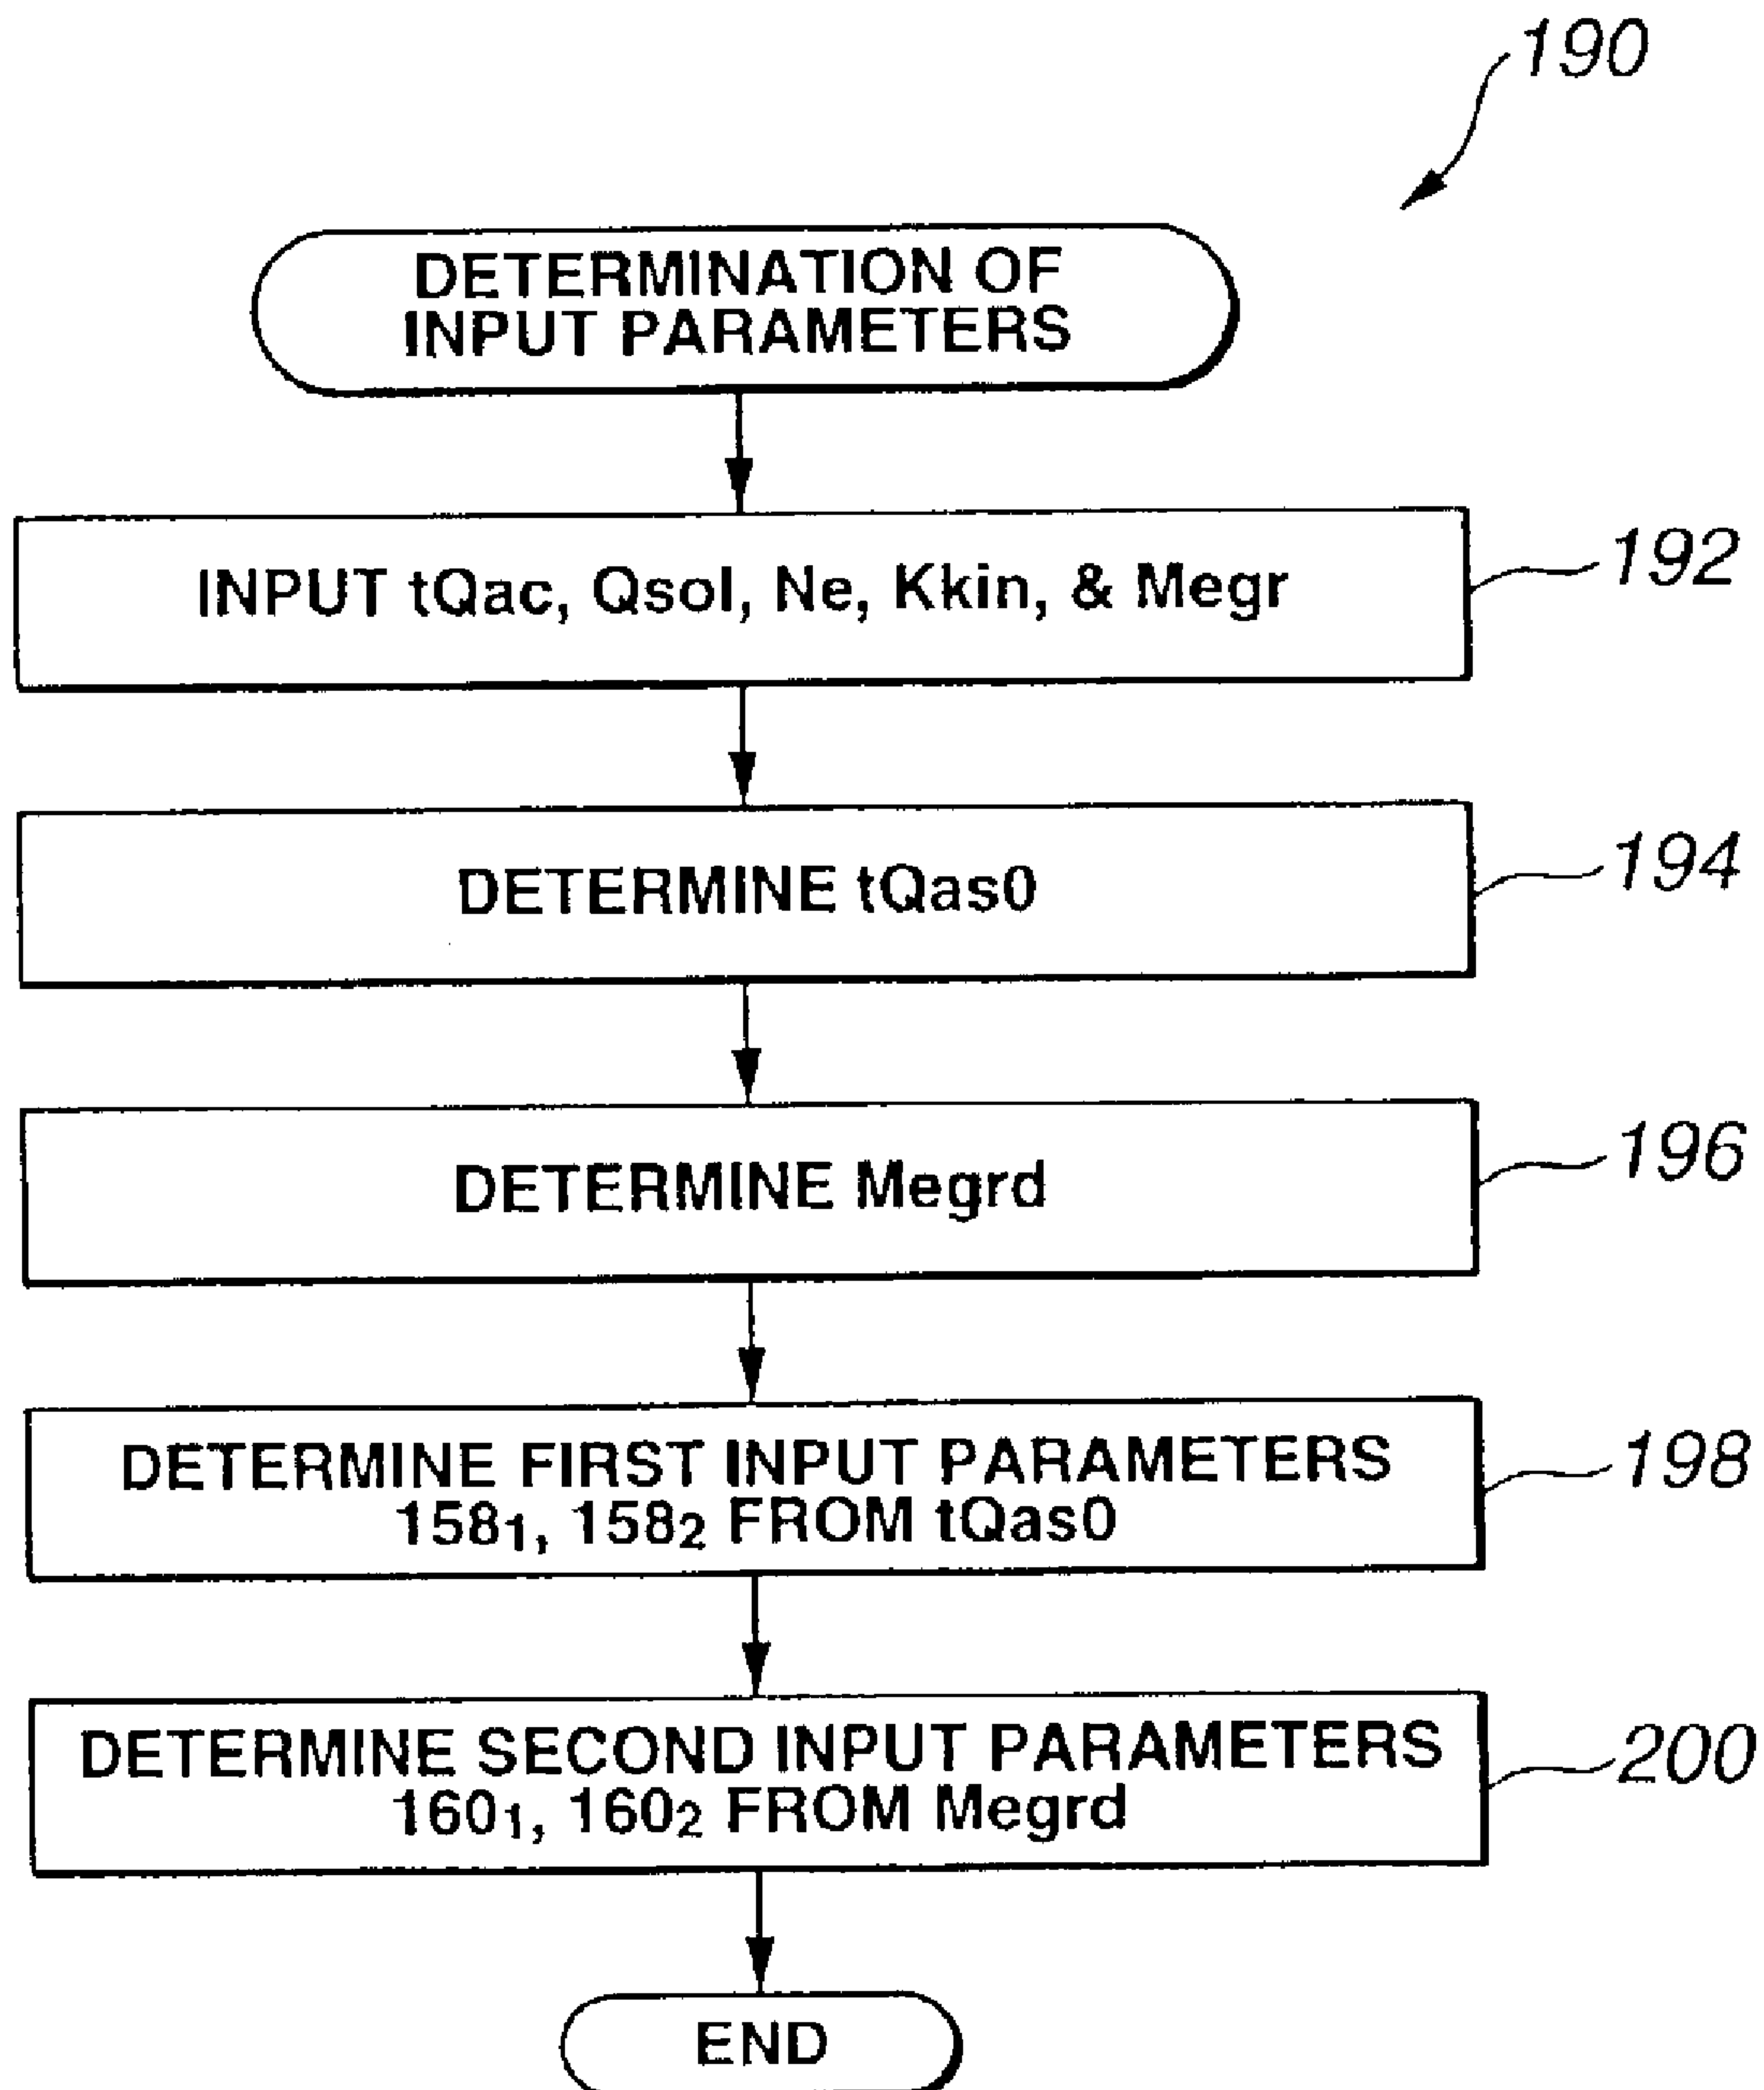 190
DETERMINATION OF
INPUT PARAMETERS
INPUT tQac, Qsol, Ne, Kkin, & Megr
192
DETERMINE tQas0
194
DETERMINE Megrd
196
DETERMINE FIRST INPUT PARAMETERS
158₁, 158₂ FROM tQas0
198
DETERMINE SECOND INPUT PARAMETERS
160₁, 160₂ FROM Megrd
200
END